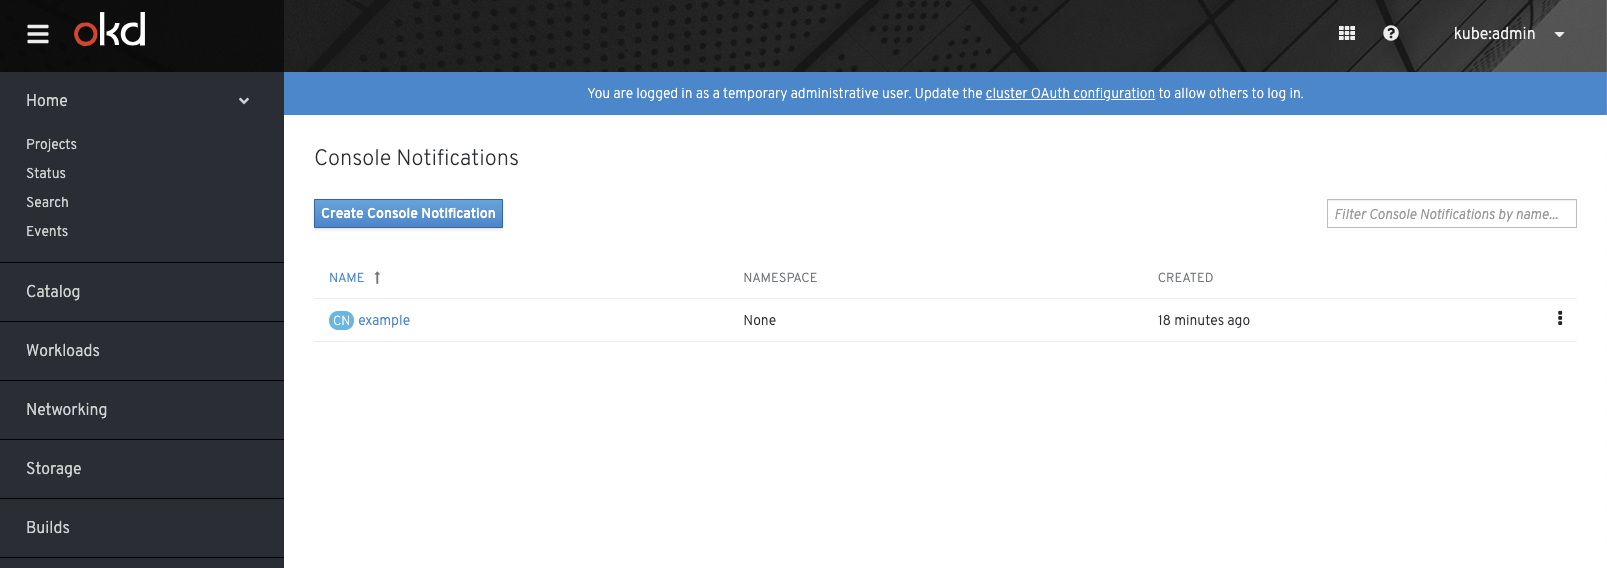 okd
kube:admin
Home
Projects
Status
Search
Events
Catalog
Workloads
Networking
Storage
Builds
You are logged in as a temporary administrative user. Update the cluster OAuth configuration to allow others to log in.
Console Notifications
Create Console Notification
Filter Console Notifications by name...
NAME NAMESPACE CREATED
CN example None 18 minutes ago